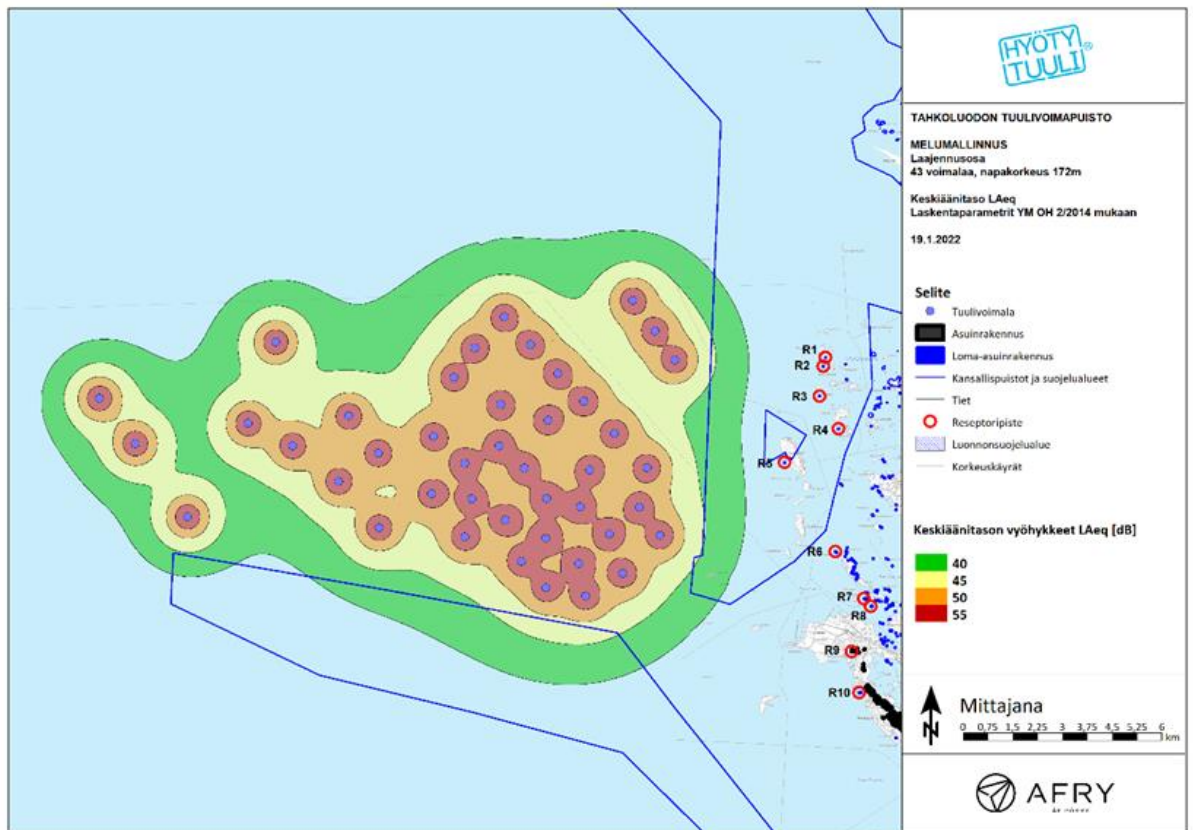 HYÖTY
TUULI®
TAHKOLUODON TUULIVOIMAPUISTO
MELUMALLINNUS
Laajennusosa
43 voimalaa, napakorkeus 172m
Keskiäänitaso LAeq
Laskentaparametrit YM OH 2/2014 mukaan
19.1.2022
Selite
Tuulivoimala
Asuinrakennus
Loma-asuinrakennus
Kansallispuistot ja suojelualueet
Tiet
Reseptoripiste
Luonnonsuojelualue
Korkeuskäyrät
Keskiäänitason vyöhykkeet LAeq [dB]
40
45
50
55
N
Mittajana
0 0,75 1,5 2,25 3 3,75 4,5 5,25 6
km
AFRY
R1
R2
R3
R4
R5
R6
R7
R8
R9
R10